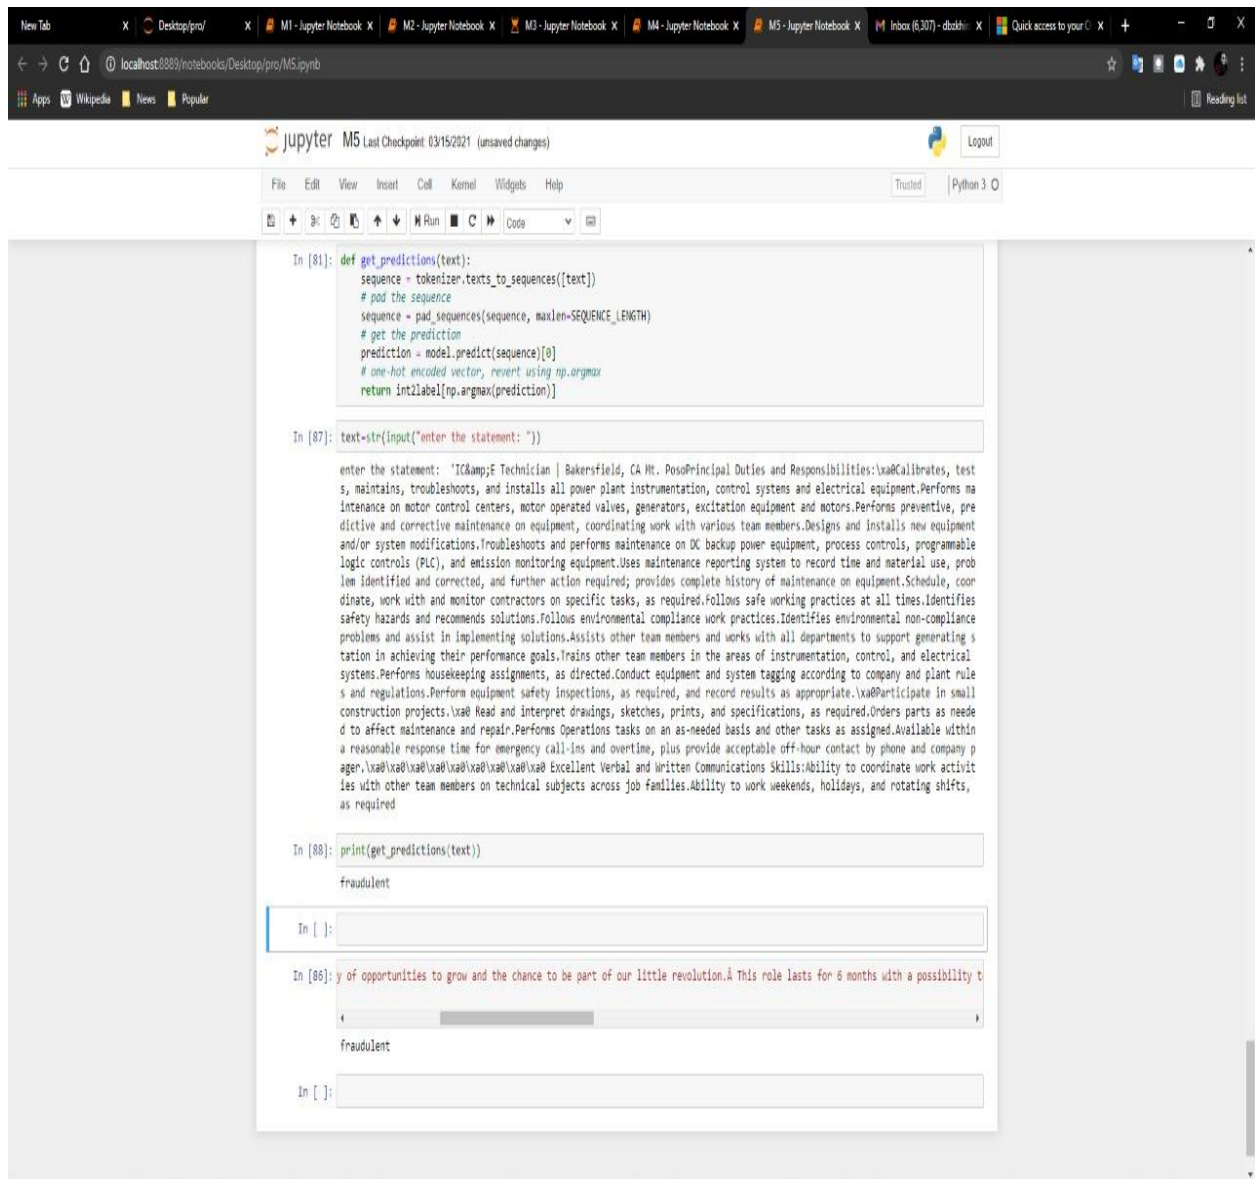 New Tab X Desktop/pro/ X M1 - Jupyter Notebook X M2 - Jupyter Notebook X M3 - Jupyter Notebook X M4 - Jupyter Notebook X M5 - Jupyter Notebook X Inbox (6,307) - dbzkhin X Quick access to your O X +
localhost:8889/notebooks/Desktop/pro/M5.ipynb
Apps Wikipedia News Popular Reading list
jupyter M5 Last Checkpoint: 03/15/2021 (unsaved changes) Logout
File Edit View Insert Cell Kernel Widgets Help Trusted Python 3
Run Code
In [81]: def get_predictions(text):
sequence = tokenizer.texts_to_sequences([text])
# pad the sequence
sequence = pad_sequences(sequence, maxlen=SEQUENCE_LENGTH)
# get the prediction
prediction = model.predict(sequence)[0]
# one-hot encoded vector, revert using np.argmax
return int2label[np.argmax(prediction)]
In [87]: text=str(input("enter the statement: "))
enter the statement: 'IC&amp;E Technician | Bakersfield, CA Mt. PosoPrincipal Duties and Responsibilities:\xa0Calibrates, test
s, maintains, troubleshoots, and installs all power plant instrumentation, control systems and electrical equipment.Performs ma
intenance on motor control centers, motor operated valves, generators, excitation equipment and motors.Performs preventive, pre
dictive and corrective maintenance on equipment, coordinating work with various team members.Designs and installs new equipment
and/or system modifications.Troubleshoots and performs maintenance on DC backup power equipment, process controls, programmable
logic controls (PLC), and emission monitoring equipment.Uses maintenance reporting system to record time and material use, prob
lem identified and corrected, and further action required; provides complete history of maintenance on equipment.Schedule, coor
dinate, work with and monitor contractors on specific tasks, as required.Follows safe working practices at all times.Identifies
safety hazards and recommends solutions.Follows environmental compliance work practices.Identifies environmental non-compliance
problems and assist in implementing solutions.Assists other team members and works with all departments to support generating s
tation in achieving their performance goals.Trains other team members in the areas of instrumentation, control, and electrical
systems.Performs housekeeping assignments, as directed.Conduct equipment and system tagging according to company and plant rule
s and regulations.Perform equipment safety inspections, as required, and record results as appropriate.\xa0Participate in small
construction projects.\xa0 Read and interpret drawings, sketches, prints, and specifications, as required.Orders parts as neede
d to affect maintenance and repair.Performs Operations tasks on an as-needed basis and other tasks as assigned.Available within
a reasonable response time for emergency call-ins and overtime, plus provide acceptable off-hour contact by phone and company p
ager.\xa0\xa0\xa0\xa0\xa0\xa0\xa0\xa0\xa0 Excellent Verbal and Written Communications Skills:Ability to coordinate work activit
ies with other team members on technical subjects across job families.Ability to work weekends, holidays, and rotating shifts,
as required
In [88]: print(get_predictions(text))
fraudulent
In [ ]:
In [86]: y of opportunities to grow and the chance to be part of our little revolution.Â This role lasts for 6 months with a possibility t
fraudulent
In [ ]: